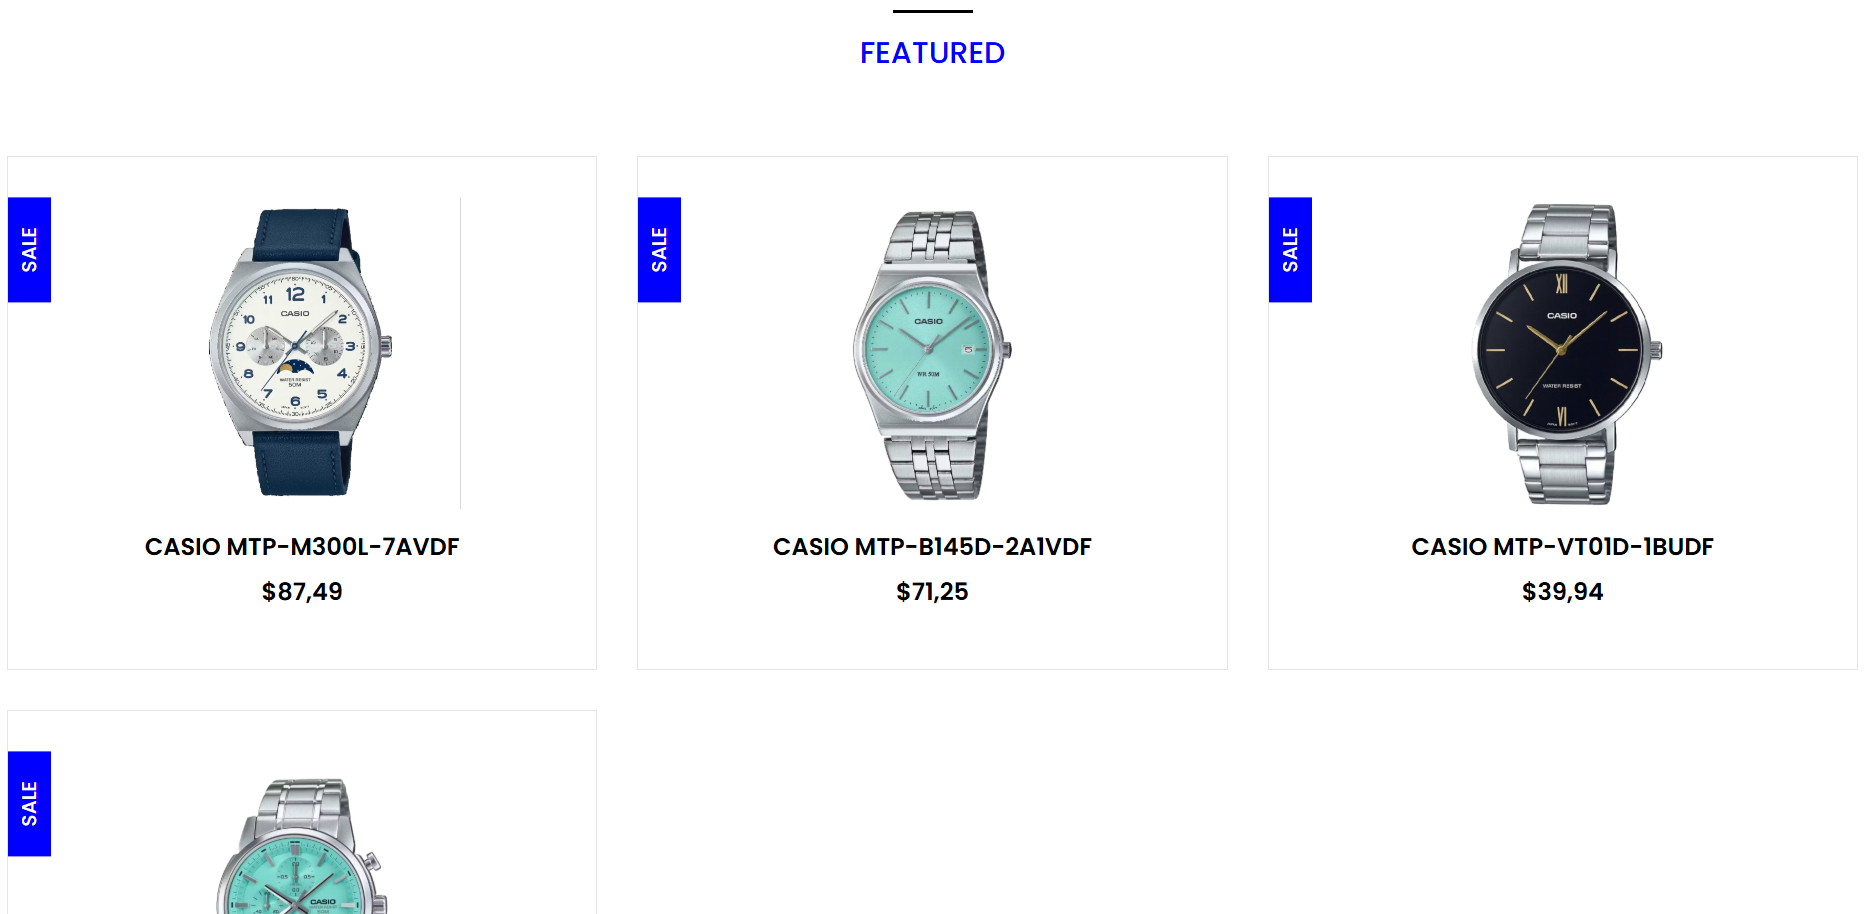 FEATURED
SALE
SALE
SALE
12
11
1
CASIO
10
2
9
3
8
4
WATER RESIST
50M
7
5
6
CASIO
6
WR 50M
XII
CASIO
WATER RESIST
VI
CASIO MTP-M300L-7AVDF
CASIO MTP-B145D-2A1VDF
CASIO MTP-VT01D-1BUDF
$87,49
$71,25
$39,94
SALE
CASIO